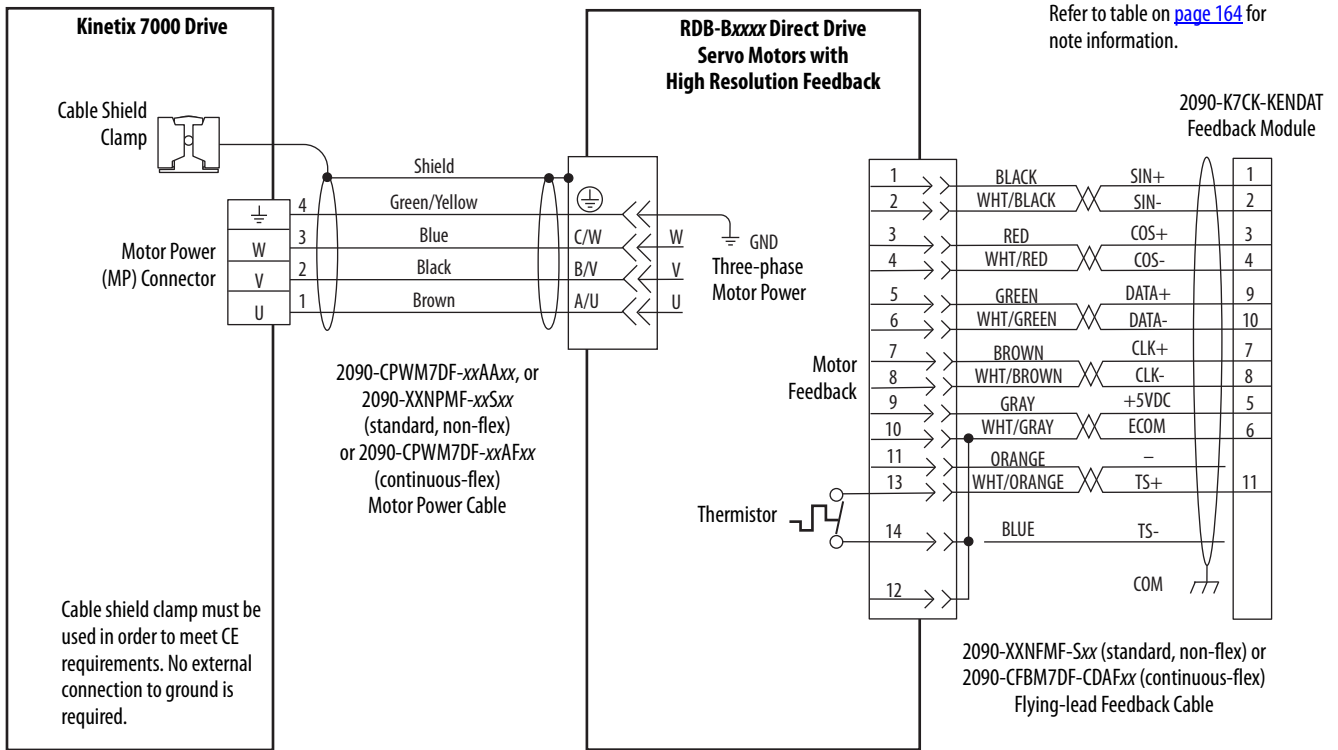 Kinetix 7000 Drive
Cable Shield
Clamp
Motor Power
(MP) Connector
W
V
U
4
3
2
1
Shield
Green/Yellow
Blue
Black
Brown
C/W
B/V
A/U
W
V
U
GND
Three-phase
Motor Power
2090-CPWM7DF-xxAAxx, or
2090-XXNPMF-xxSxx
(standard, non-flex)
or 2090-CPWM7DF-xxAFxx
(continuous-flex)
Motor Power Cable
Cable shield clamp must be
used in order to meet CE
requirements. No external
connection to ground is
required.
RDB-Bxxxx Direct Drive
Servo Motors with
High Resolution Feedback
Refer to table on page 164 for
note information.
2090-K7CK-KENDAT
Feedback Module
Motor
Feedback
Thermistor
1 BLACK SIN+ 1
2 WHT/BLACK SIN- 2
3 RED COS+ 3
4 WHT/RED COS- 4
5 GREEN DATA+ 9
6 WHT/GREEN DATA- 10
7 BROWN CLK+ 7
8 WHT/BROWN CLK- 8
9 GRAY +5VDC 5
10 WHT/GRAY ECOM 6
11 ORANGE –
13 WHT/ORANGE TS+ 11
14 BLUE TS-
12 COM
2090-XXNFMF-Sxx (standard, non-flex) or
2090-CFBM7DF-CDAFxx (continuous-flex)
Flying-lead Feedback Cable